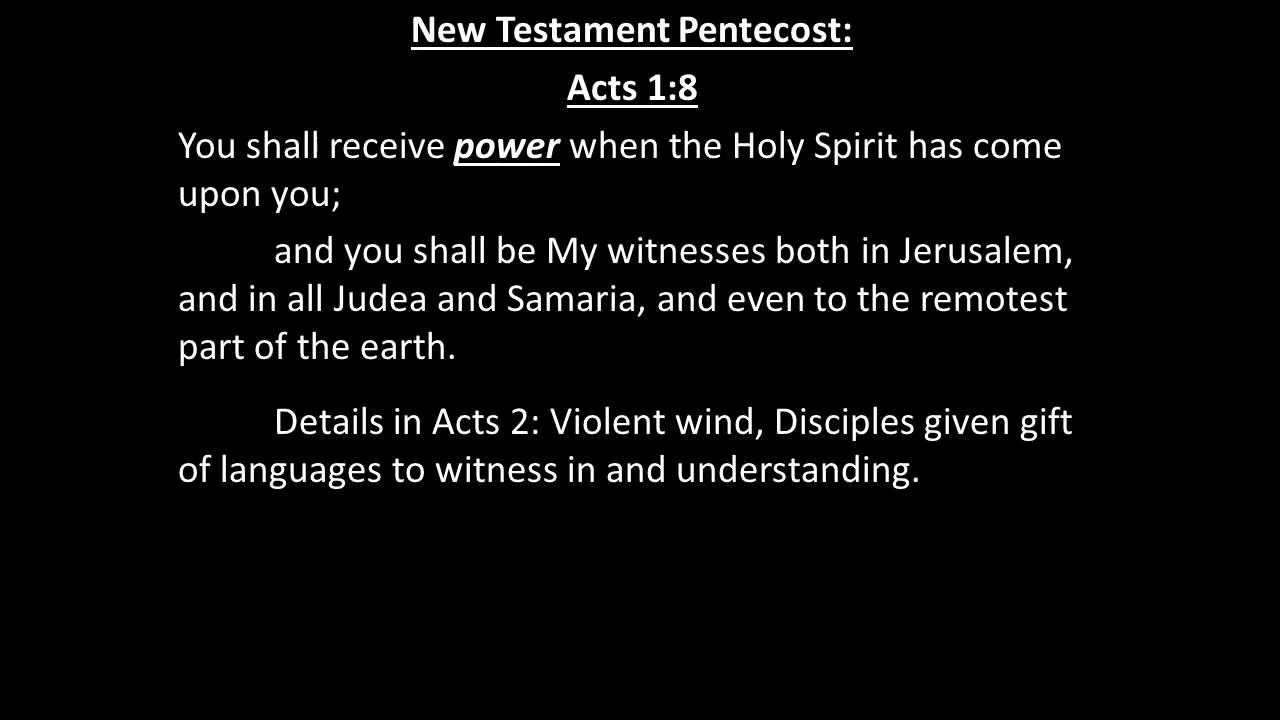 New Testament Pentecost:
Acts 1:8
You shall receive power when the Holy Spirit has come
upon you;
and you shall be My witnesses both in Jerusalem,
and in all Judea and Samaria, and even to the remotest
part of the earth.
Details in Acts 2: Violent wind, Disciples given gift
of languages to witness in and understanding.